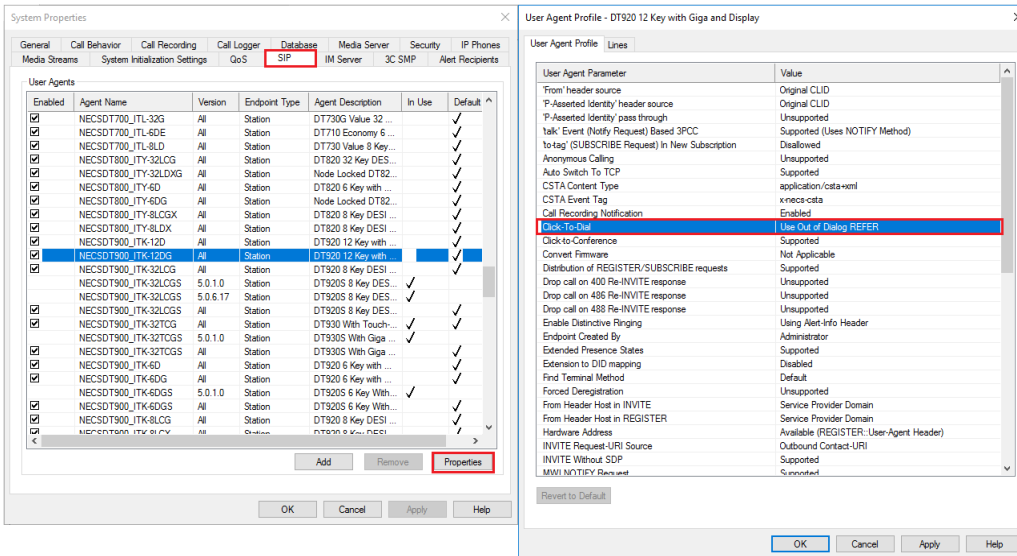 System Properties
General Call Behavior Call Recording Call Logger Database Media Server Security IP Phones
Media Streams System Initialization Settings QoS SIP IM Server 3C SMP Alert Recipients
User Agents
Enabled Agent Name Version Endpoint Type Agent Description In Use Default
NECSDT700_ITL-32G All Station DT730G Value 32 ...
NECSDT700_ITL-6DE All Station DT710 Economy 6 ...
NECSDT700_ITL-8LD All Station DT730 Value 8 Key...
NECSDT800_ITY-32LCG All Station DT820 32 Key DES...
NECSDT800_ITY-32LDXG All Station Node Locked DT82...
NECSDT800_ITY-6D All Station DT820 6 Key with ...
NECSDT800_ITY-6DG All Station Node Locked DT82...
NECSDT800_ITY-8LCGX All Station DT820 8 Key DESI ...
NECSDT800_ITY-8LDX All Station DT820 8 Key DESI ...
NECSDT900_ITK-12D All Station DT920 12 Key with ...
NECSDT900_ITK-12DG All Station DT920 12 Key with ...
NECSDT900_ITK-32LCG All Station DT920 8 Key DESI ...
NECSDT900_ITK-32LCGS 5.0.1.0 Station DT920S 8 Key DES...
NECSDT900_ITK-32LCGS 5.0.6.17 Station DT920S 8 Key DES...
NECSDT900_ITK-32LCGS All Station DT920S 8 Key DES...
NECSDT900_ITK-32TCG All Station DT930 With Touch-...
NECSDT900_ITK-32TCGS 5.0.1.0 Station DT930S With Giga ...
NECSDT900_ITK-32TCGS All Station DT930S With Giga ...
NECSDT900_ITK-6D All Station DT920 6 Key with ...
NECSDT900_ITK-6DG All Station DT920 6 Key with ...
NECSDT900_ITK-6DGS 5.0.1.0 Station DT920S 6 Key With...
NECSDT900_ITK-6DGS All Station DT920S 6 Key With...
NECSDT900_ITK-8LCG All Station DT920 8 Key DESI ...
NECSDT900_ITK-8LCX All Station DT920 8 Key DESI
Add Remove Properties
OK Cancel Apply Help
User Agent Profile - DT920 12 Key with Giga and Display
User Agent Profile Lines
User Agent Parameter Value
'From' header source Original CLID
'P-Asserted Identity' header source Original CLID
'P-Asserted Identity' pass through Unsupported
'talk' Event (Notify Request) Based 3PCC Supported (Uses NOTIFY Method)
'to-tag' (SUBSCRIBE Request) In New Subscription Disallowed
Anonymous Calling Unsupported
Auto Switch To TCP Supported
CSTA Content Type application/csta+xml
CSTA Event Tag x-necs-csta
Call Recording Notification Enabled
Click-To-Dial Use Out of Dialog REFER
Click-to-Conference Supported
Convert Firmware Not Applicable
Distribution of REGISTER/SUBSCRIBE requests Supported
Drop call on 400 Re-INVITE response Unsupported
Drop call on 486 Re-INVITE response Unsupported
Drop call on 488 Re-INVITE response Unsupported
Enable Distinctive Ringing Using Alert-Info Header
Endpoint Created By Administrator
Extended Presence States Supported
Extension to DID mapping Disabled
Find Terminal Method Default
Forced Deregistration Unsupported
From Header Host in INVITE Service Provider Domain
From Header Host in REGISTER Service Provider Domain
Hardware Address Available (REGISTER::User-Agent Header)
INVITE Request-URI Source Outbound Contact-URI
INVITE Without SDP Supported
MWI NOTIFY Request Supported
Revert to Default
OK Cancel Apply Help